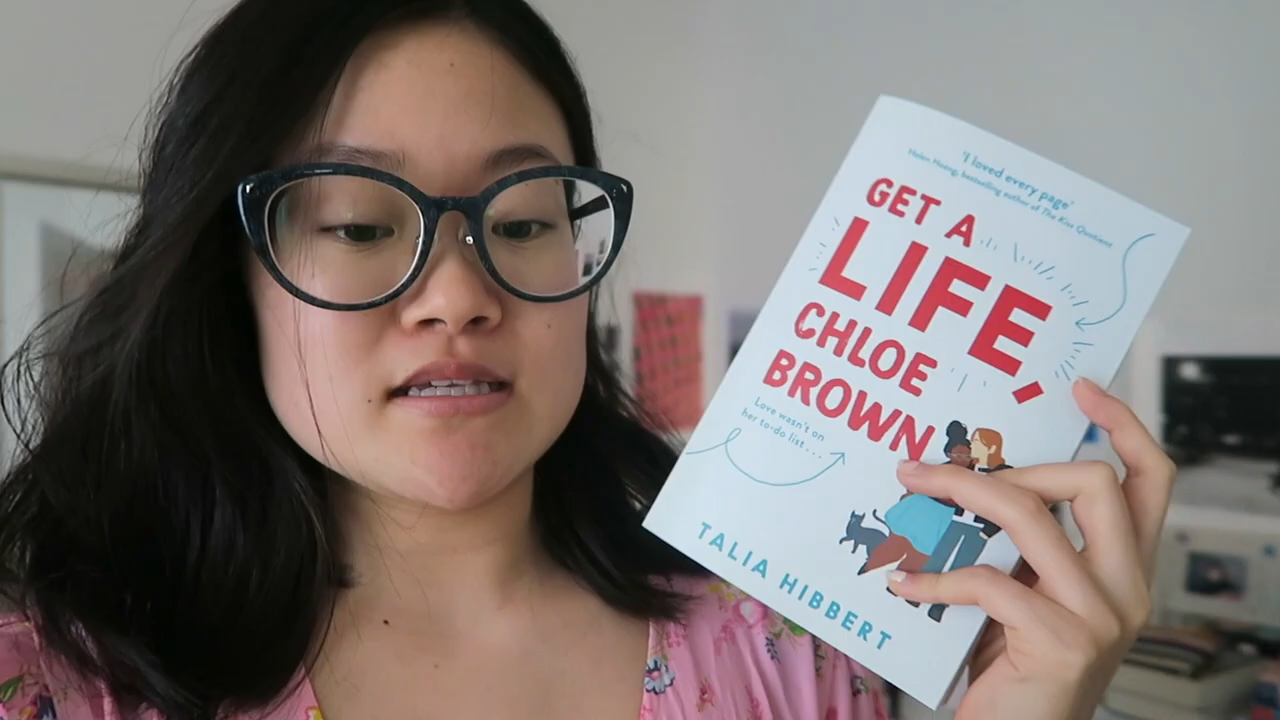 'I loved every page'
Helen Hoang, bestselling author of The Kiss Quotient
GET A
LIFE,
CHLOE
BROWN
Love wasn't on
her to-do list...
TALIA HIBBERT